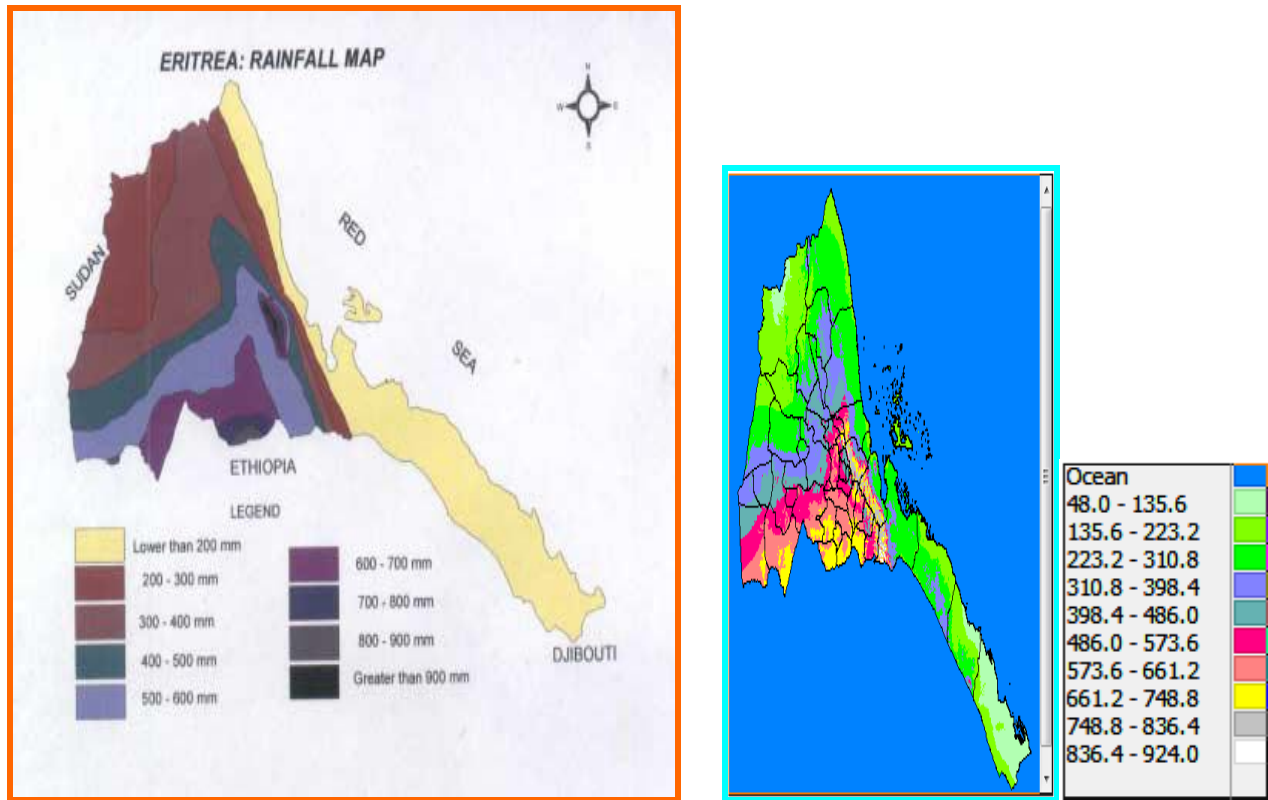 ERITREA: RAINFALL MAP
N
W
E
S
RED
SUDAN
SEA
ETHIOPIA
LEGEND
Lower than 200 mm
200 - 300 mm
300 - 400 mm
400 - 500 mm
500 - 600 mm
600 - 700 mm
700 - 800 mm
800 - 900 mm
Greater than 900 mm
DJIBOUTI
Ocean
48.0 - 135.6
135.6 - 223.2
223.2 - 310.8
310.8 - 398.4
398.4 - 486.0
486.0 - 573.6
573.6 - 661.2
661.2 - 748.8
748.8 - 836.4
836.4 - 924.0